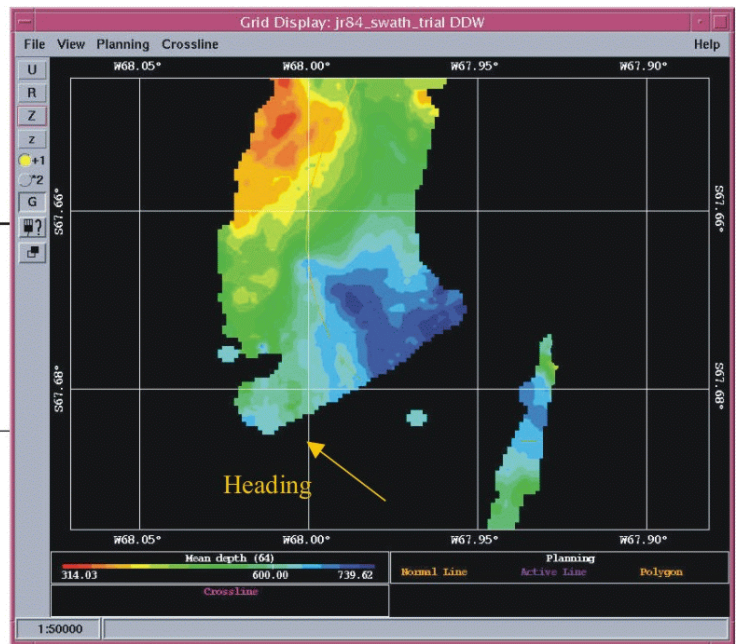 Grid Display: jr84_swath_trial DDW
File View Planning Crossline Help
W68.05° W68.00° W67.95° W67.90°
U
R
Z
z
+1
*2
G
?
S67.66° S67.66°
S67.68° S67.68°
Heading
W68.05° W68.00° W67.95° W67.90°
Mean depth (64)
314.03 600.00 739.62
Planning
Normal Line Active Line Polygon
Crossline
1:50000